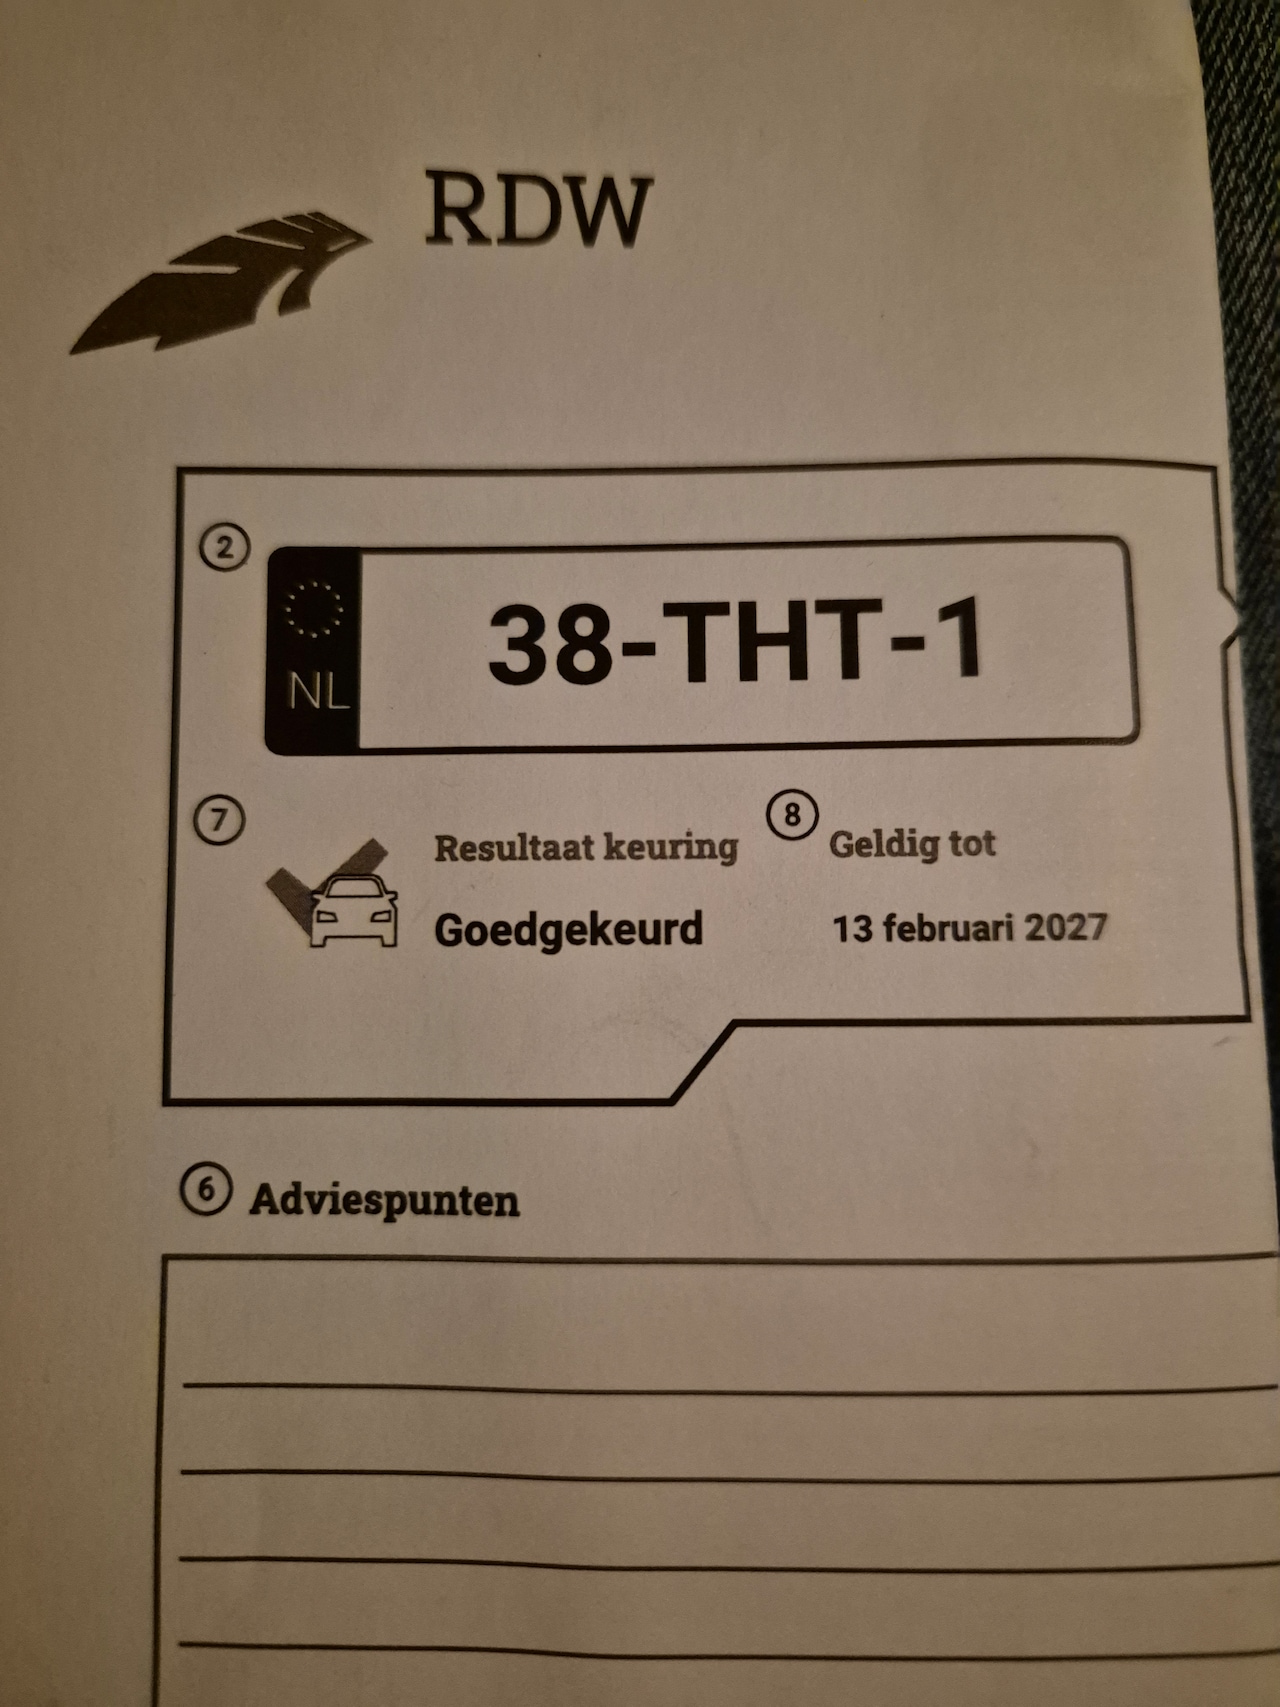 RDW
2
NL
38-THT-1
7
Resultaat keuring
8
Geldig tot
Goedgekeurd
13 februari 2027
6 Adviespunten